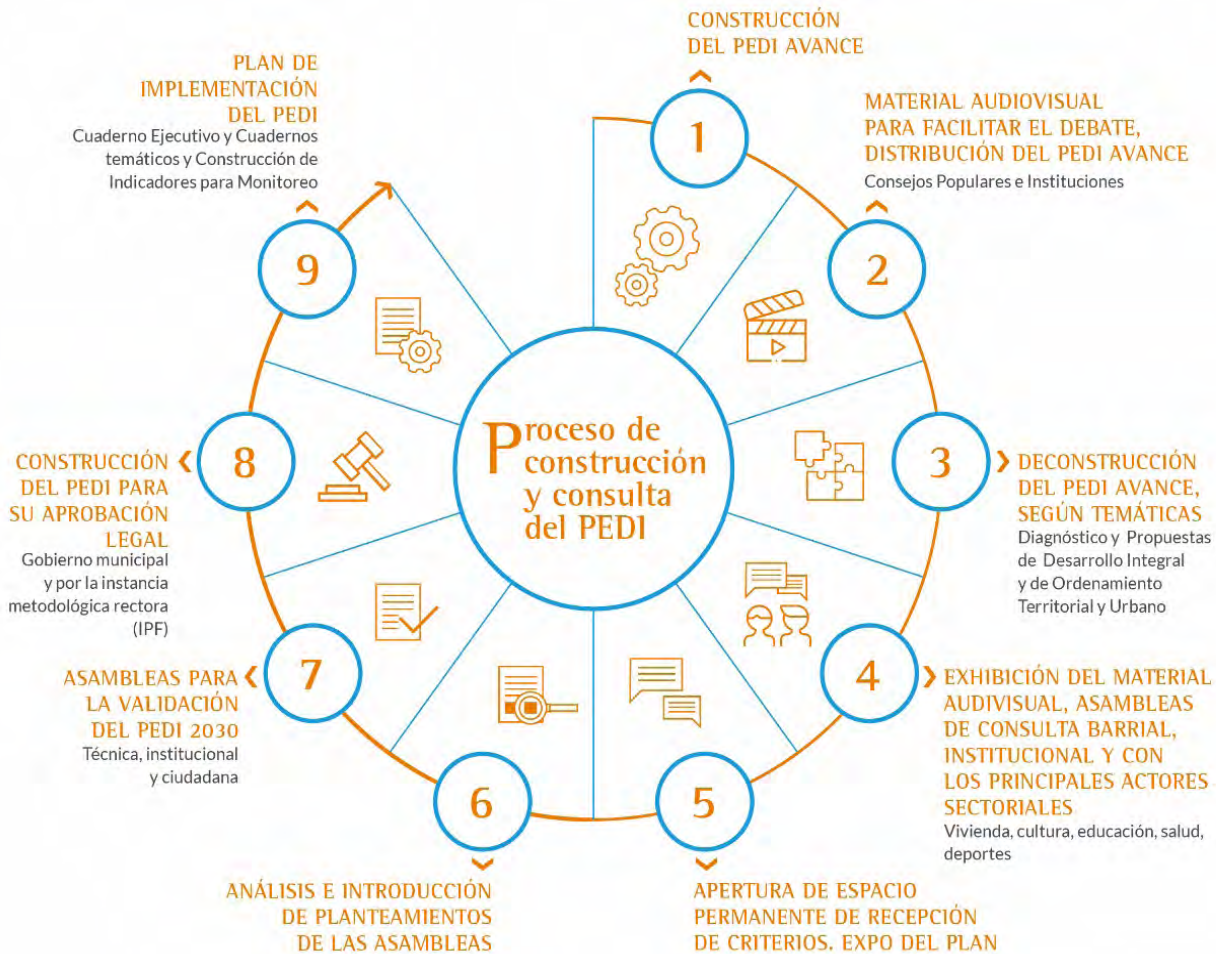 Proceso de
construcción
y consulta
del PEDI
1
CONSTRUCCIÓN
DEL PEDI AVANCE
2
MATERIAL AUDIOVISUAL
PARA FACILITAR EL DEBATE,
DISTRIBUCIÓN DEL PEDI AVANCE
Consejos Populares e Instituciones
3
DECONSTRUCCIÓN
DEL PEDI AVANCE,
SEGÚN TEMÁTICAS
Diagnóstico y Propuestas
de Desarrollo Integral
y de Ordenamiento
Territorial y Urbano
4
EXHIBICIÓN DEL MATERIAL
AUDIVISUAL, ASAMBLEAS
DE CONSULTA BARRIAL,
INSTITUCIONAL Y CON
LOS PRINCIPALES ACTORES
SECTORIALES
Vivienda, cultura, educación, salud,
deportes
5
APERTURA DE ESPACIO
PERMANENTE DE RECEPCIÓN
DE CRITERIOS. EXPO DEL PLAN
6
ANÁLISIS E INTRODUCCIÓN
DE PLANTEAMIENTOS
DE LAS ASAMBLEAS
7
ASAMBLEAS PARA
LA VALIDACIÓN
DEL PEDI 2030
Técnica, institucional
y ciudadana
8
CONSTRUCCIÓN
DEL PEDI PARA
SU APROBACIÓN
LEGAL
Gobierno municipal
y por la instancia
metodológica rectora
(IPF)
9
PLAN DE
IMPLEMENTACIÓN
DEL PEDI
Cuaderno Ejecutivo y Cuadernos
temáticos y Construcción de
Indicadores para Monitoreo